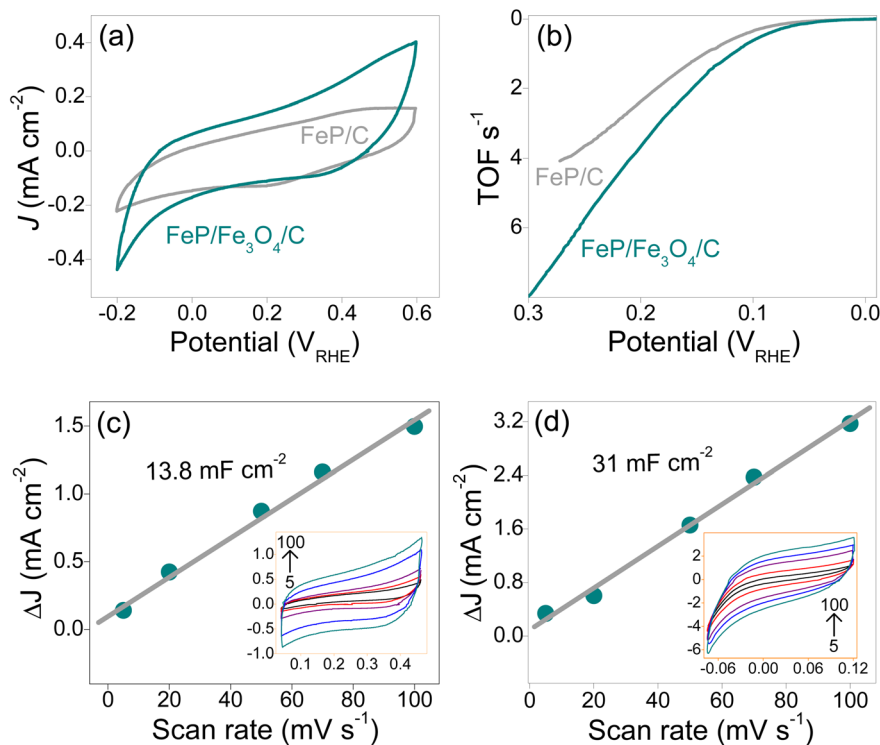 (a)
0.4
0.2
0.0
-0.2
-0.4
J (mA cm⁻²)
FeP/C
FeP/Fe₃O₄/C
-0.2 0.0 0.2 0.4 0.6
Potential (V_RHE)
(b)
0
2
4
6
TOF s⁻¹
FeP/C
FeP/Fe₃O₄/C
0.3 0.2 0.1 0.0
Potential (V_RHE)
(c)
1.5
1.0
0.5
0.0
ΔJ (mA cm⁻²)
13.8 mF cm⁻²
100
5
1.0
0.5
0.0
-0.5
-1.0
0.1 0.2 0.3 0.4
0 20 40 60 80 100
Scan rate (mV s⁻¹)
(d)
3.2
2.4
1.6
0.8
0.0
ΔJ (mA cm⁻²)
31 mF cm⁻²
2
0
-2
-4
-6
100
5
-0.06 0.00 0.06 0.12
0 20 40 60 80 100
Scan rate (mV s⁻¹)